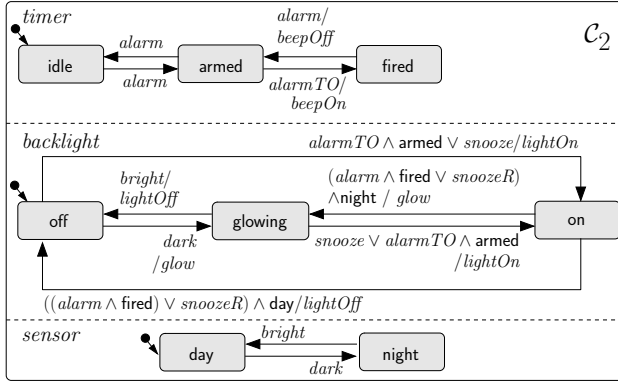 timer
C₂
alarm
alarm
alarm/
beepOff
alarmTO/
beepOn
idle
armed
fired
backlight
alarmTO ∧ armed ∨ snooze/lightOn
bright/
lightOff
(alarm ∧ fired ∨ snoozeR)
∧night / glow
off
glowing
on
dark
/glow
snooze ∨ alarmTO ∧ armed
/lightOn
((alarm ∧ fired) ∨ snoozeR) ∧ day/lightOff
sensor
bright
day
night
dark